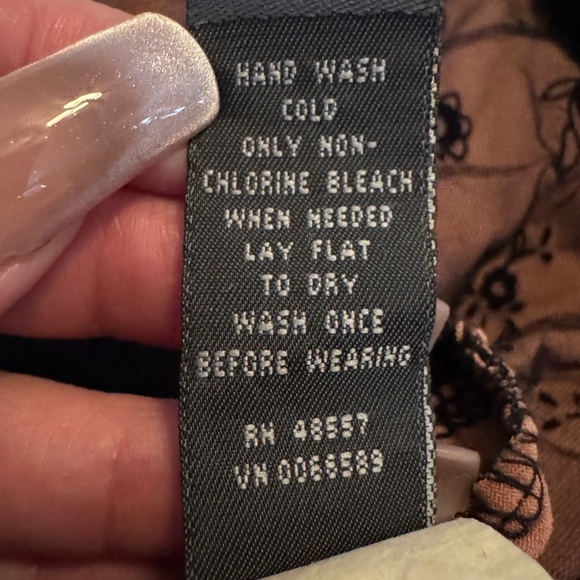 HAND WASH
COLD
ONLY NON-
CHLORINE BLEACH
WHEN NEEDED
LAY FLAT
TO DRY
WASH ONCE
BEFORE WEARING
RN 48557
VN